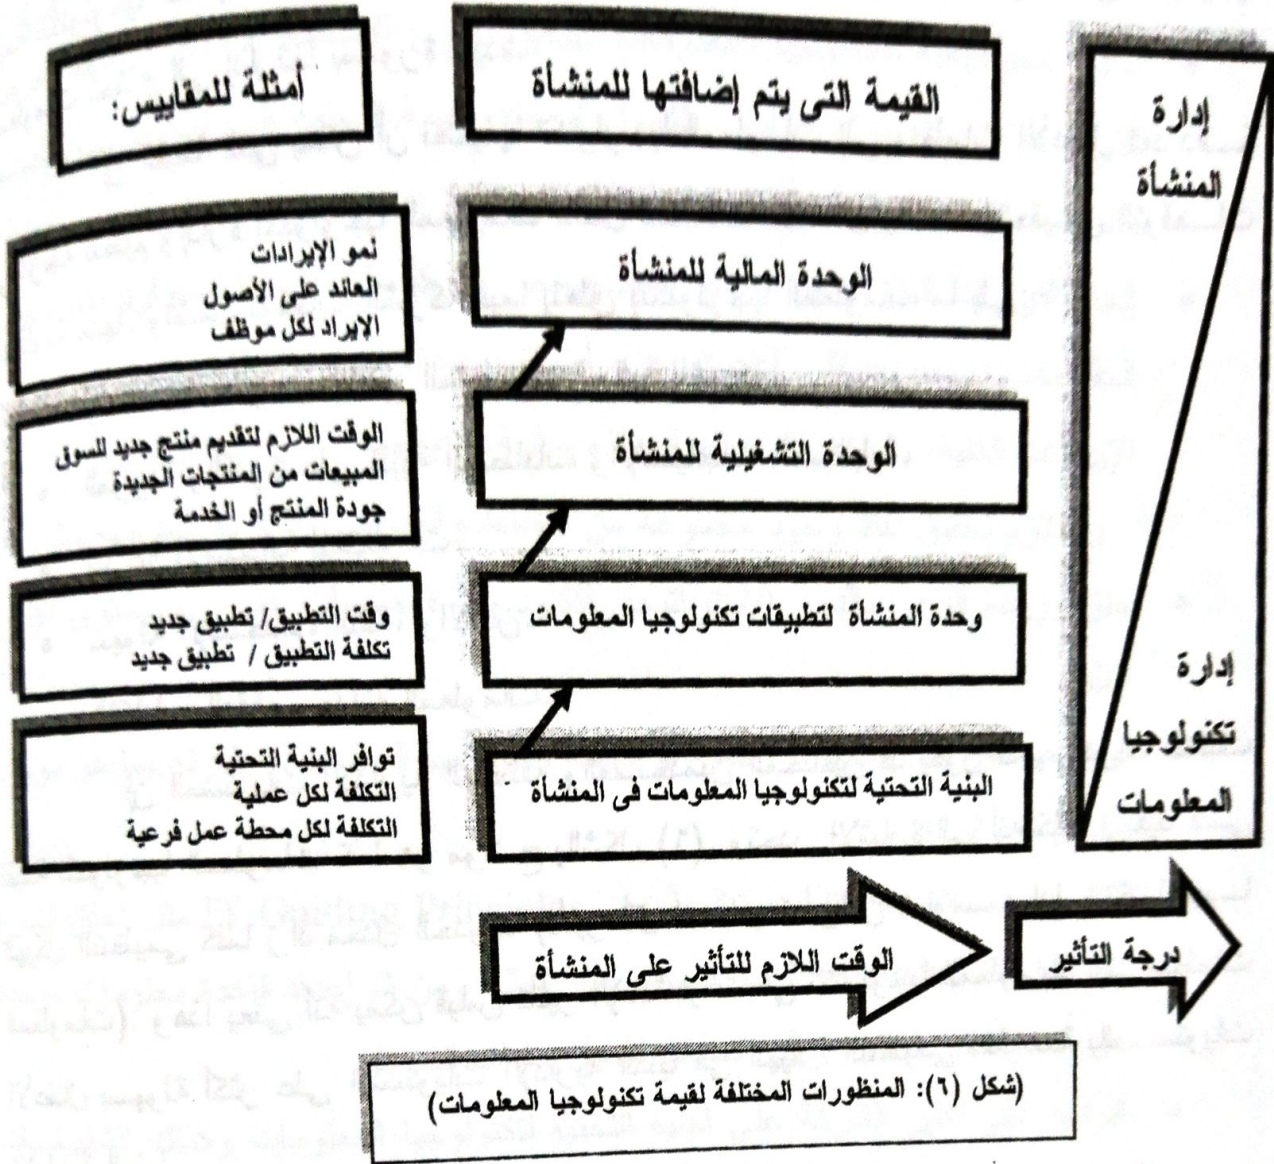 القيمة التى يتم إضافتها للمنشأة
أمثلة للمقاييس:
إدارة
المنشأة
الوحدة المالية للمنشأة
نمو الإيرادات
العائد على الأصول
الإيراد لكل موظف
الوحدة التشغيلية للمنشأة
الوقت اللازم لتقديم منتج جديد للسوق
المبيعات من المنتجات الجديدة
جودة المنتج أو الخدمة
وحدة المنشأة لتطبيقات تكنولوجيا المعلومات
وقت التطبيق/ تطبيق جديد
تكلفة التطبيق / تطبيق جديد
إدارة
تكنولوجيا
المعلومات
البنية التحتية لتكنولوجيا المعلومات فى المنشأة
توافر البنية التحتية
التكلفة لكل عملية
التكلفة لكل محطة عمل فرعية
درجة التأثير
الوقت اللازم للتأثير على المنشأة
(شكل (٦): المنظورات المختلفة لقيمة تكنولوجيا المعلومات)